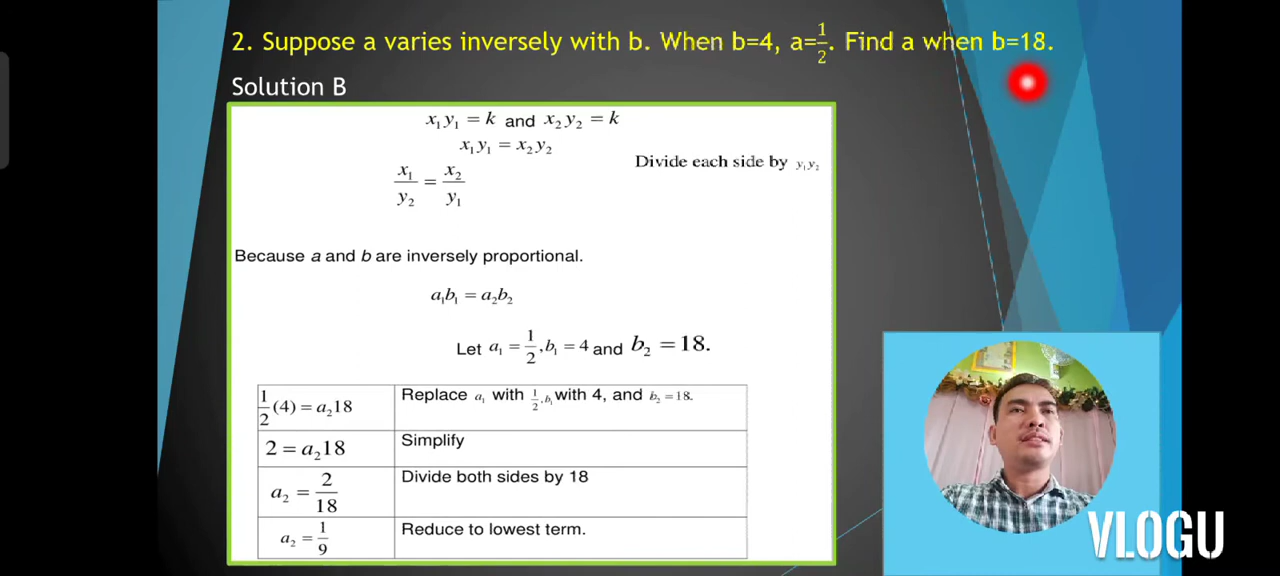 2. Suppose a varies inversely with b. When b=4, a=1/2. Find a when b=18.
Solution B
x₁y₁ = k and x₂y₂ = k
x₁y₁ = x₂y₂
Divide each side by y₁y₂
x₁/y₂ = x₂/y₁
Because a and b are inversely proportional.
a₁b₁ = a₂b₂
Let a₁ = 1/2, b₁ = 4 and b₂ = 18.
1/2(4) = a₂18 Replace a₁ with 1/2, b₁ with 4, and b₂ = 18.
2 = a₂18 Simplify
a₂ = 2/18 Divide both sides by 18
a₂ = 1/9 Reduce to lowest term.
VLOGU